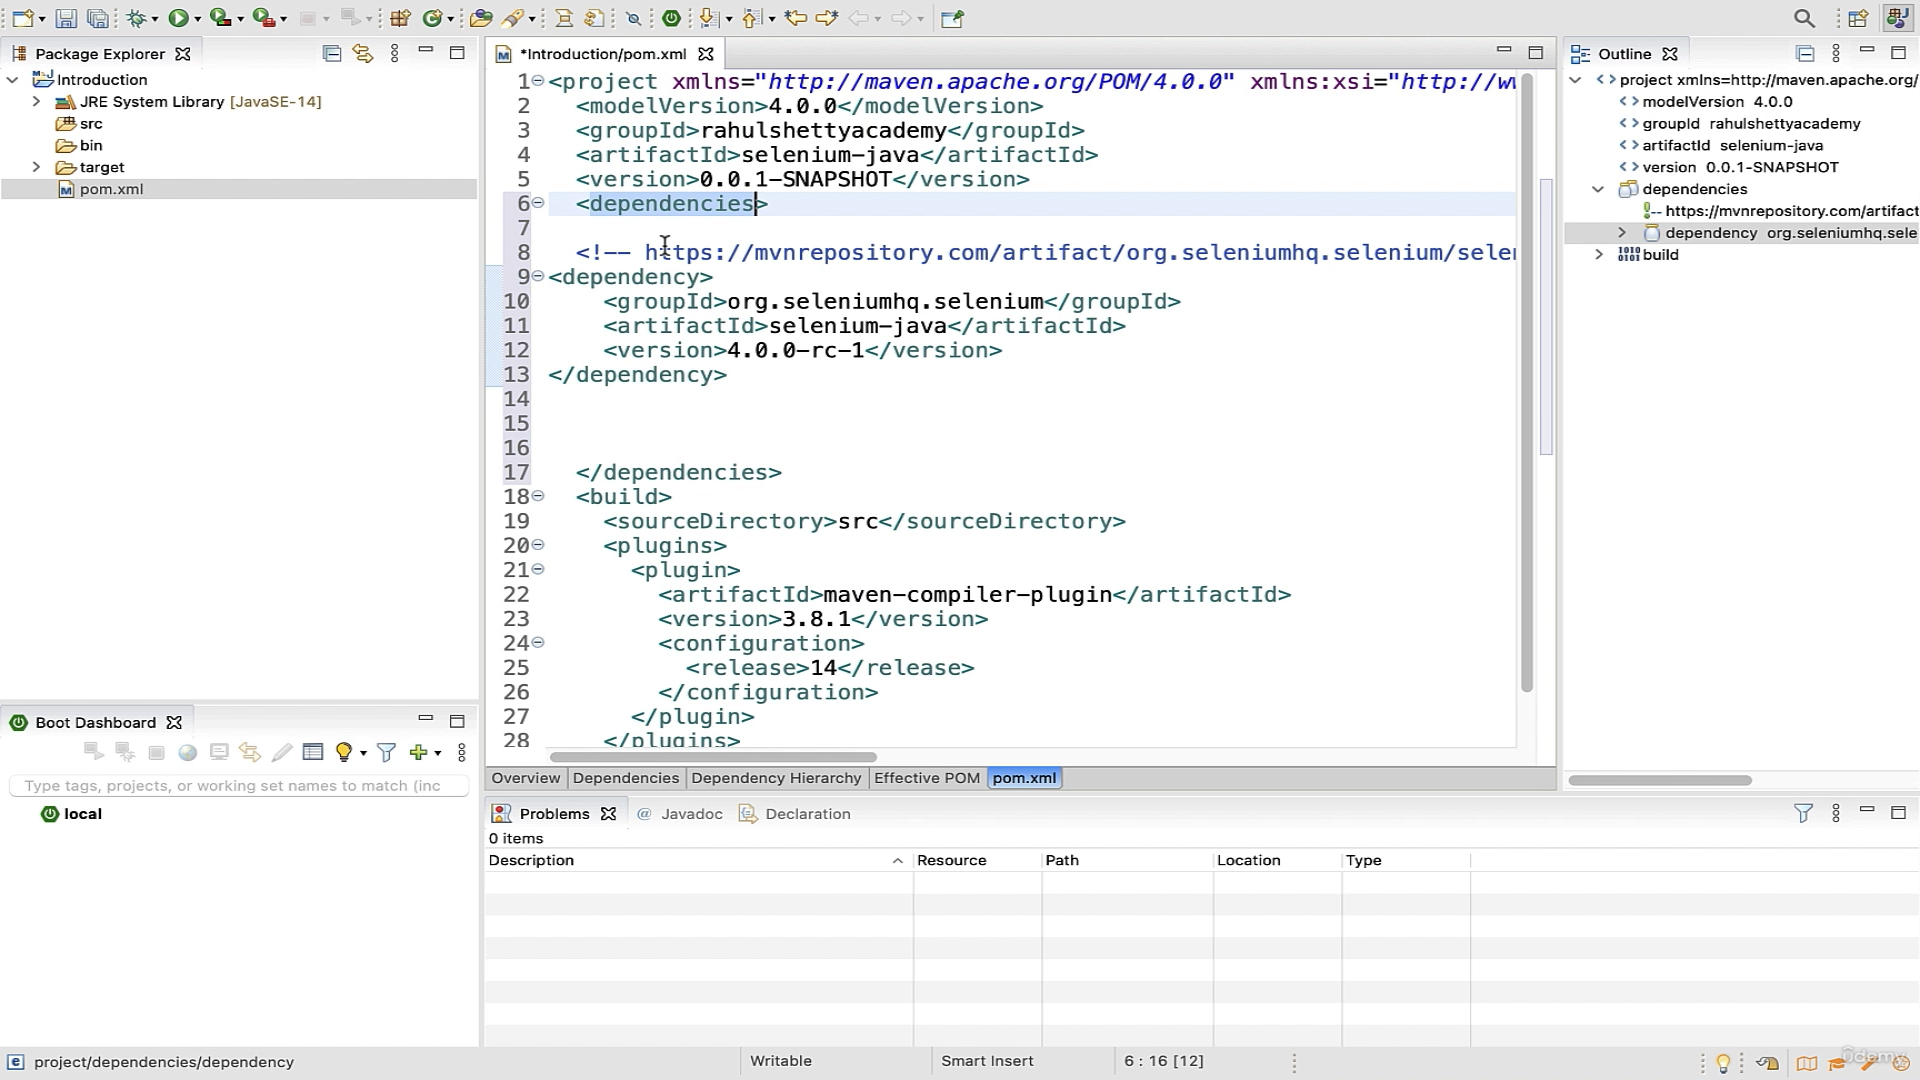 Package Explorer
Introduction
JRE System Library [JavaSE-14]
src
bin
target
pom.xml
*Introduction/pom.xml
1 <project xmlns="http://maven.apache.org/POM/4.0.0" xmlns:xsi="http://ww
2 <modelVersion>4.0.0</modelVersion>
3 <groupId>rahulshettyacademy</groupId>
4 <artifactId>selenium-java</artifactId>
5 <version>0.0.1-SNAPSHOT</version>
6 <dependencies>
7
8 <!-- https://mvnrepository.com/artifact/org.seleniumhq.selenium/selen
9 <dependency>
10 <groupId>org.seleniumhq.selenium</groupId>
11 <artifactId>selenium-java</artifactId>
12 <version>4.0.0-rc-1</version>
13 </dependency>
14
15
16
17 </dependencies>
18 <build>
19 <sourceDirectory>src</sourceDirectory>
20 <plugins>
21 <plugin>
22 <artifactId>maven-compiler-plugin</artifactId>
23 <version>3.8.1</version>
24 <configuration>
25 <release>14</release>
26 </configuration>
27 </plugin>
28 </plugins>
Overview Dependencies Dependency Hierarchy Effective POM pom.xml
Outline
project xmlns=http://maven.apache.org/
modelVersion 4.0.0
groupId rahulshettyacademy
artifactId selenium-java
version 0.0.1-SNAPSHOT
dependencies
https://mvnrepository.com/artifact
dependency org.seleniumhq.sele
build
Boot Dashboard
Type tags, projects, or working set names to match (inc
local
Problems @ Javadoc Declaration
0 items
Description Resource Path Location Type
project/dependencies/dependency Writable Smart Insert 6 : 16 [12]
Udemy